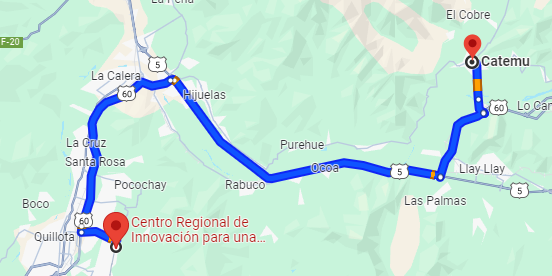 La Peña
El Cobre
F-20
5
Catemu
La Calera
60
Hijuelas
60
Lo Cam
La Cruz
Santa Rosa
Purehue
Ocoa
5
Llay-Llay
5
Pocochay
Rabuco
Las Palmas
Boco
60
Quillota
Centro Regional de
Innovación para una...